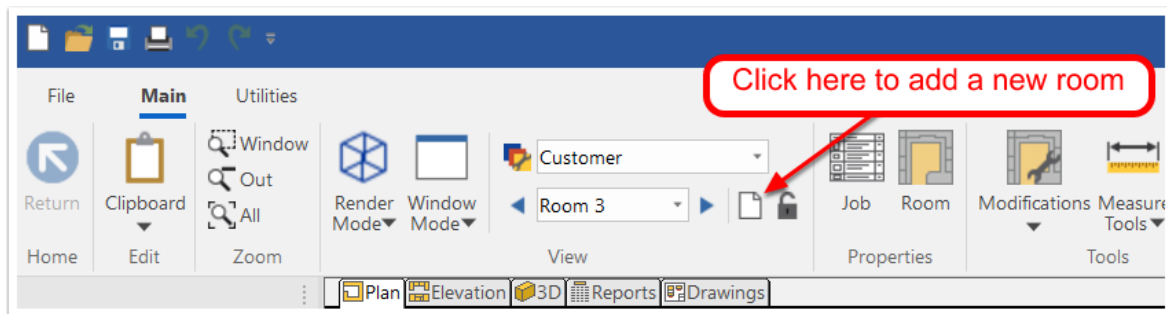 Click here to add a new room
File Main Utilities
Window
Customer
Out
Return Clipboard All Render Mode Window Mode Room 3 Job Room Modifications Measure Tools
Home Edit Zoom View Properties Tools
Plan Elevation 3D Reports Drawings